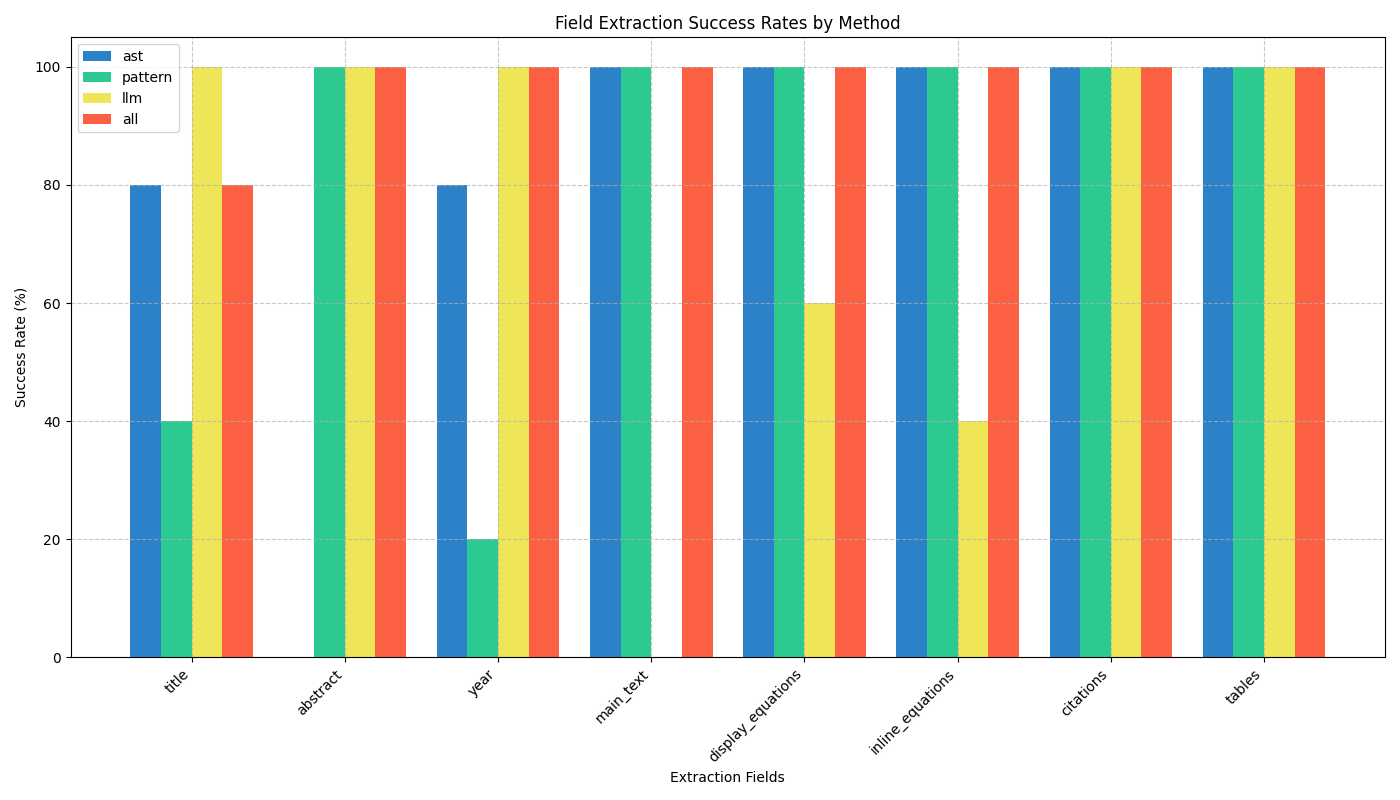 Field Extraction Success Rates by Method
ast
pattern
llm
all
100
80
60
40
20
0
Success Rate (%)
title
abstract
year
main_text
display_equations
inline_equations
citations
tables
Extraction Fields